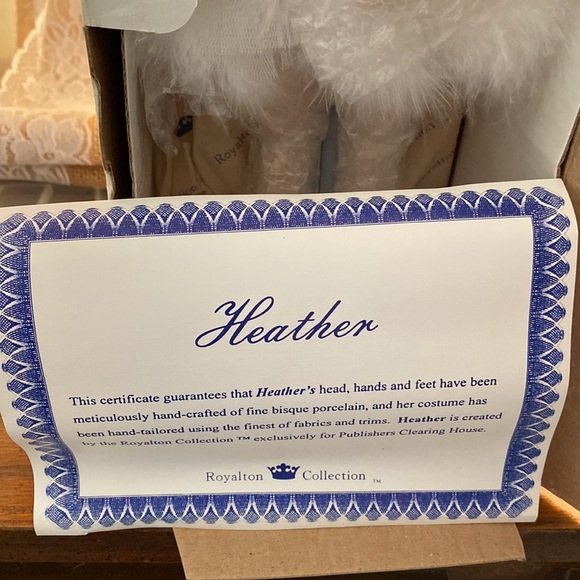 Royalton
Collection
Heather
This certificate guarantees that Heather's head, hands and feet have been
meticulously hand-crafted of fine bisque porcelain, and her costume has
been hand-tailored using the finest of fabrics and trims. Heather is created
by the Royalton Collection ™ exclusively for Publishers Clearing House.
Royalton Collection ™